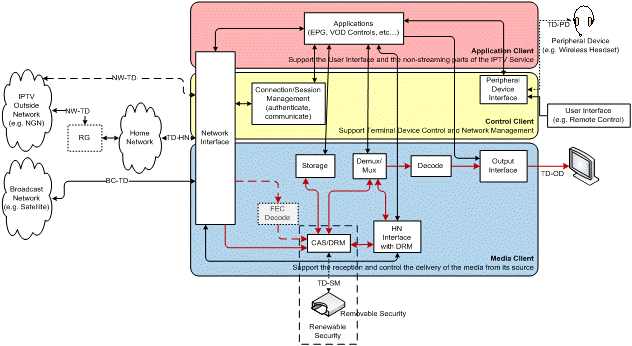 Applications
(EPG, VOD Controls, etc…)
Application Client
Support the User Interface and the non-streaming parts of the IPTV Service
TD-PD
Peripheral Device
(e.g. Wireless Headset)
NW-TD
IPTV
Outside
Network
(e.g. NGN)
NW-TD
RG
Home
Network
TD-HN
Network
Interface
Connection/Session
Management
(authenticate,
communicate)
Peripheral
Device
Interface
User Interface
(e.g. Remote Control)
Control Client
Support Terminal Device Control and Network Management
Broadcast
Network
(e.g. Satellite)
BC-TD
Storage
Demux/
Mux
Decode
Output
Interface
TD-OD
FEC
Decode
CAS/DRM
HN
Interface
with DRM
Media Client
Support the reception and control the delivery of the media from its source
TD-SM
Removable Security
Renewable
Security